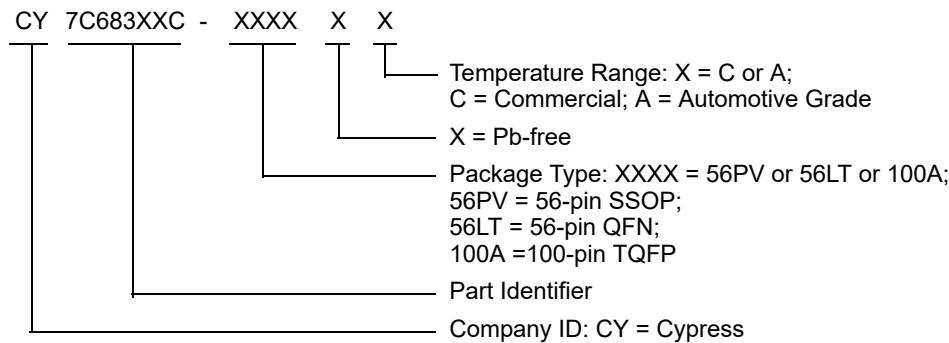 CY 7C683XXC - XXXX X X
Temperature Range: X = C or A;
C = Commercial; A = Automotive Grade
X = Pb-free
Package Type: XXXX = 56PV or 56LT or 100A;
56PV = 56-pin SSOP;
56LT = 56-pin QFN;
100A =100-pin TQFP
Part Identifier
Company ID: CY = Cypress